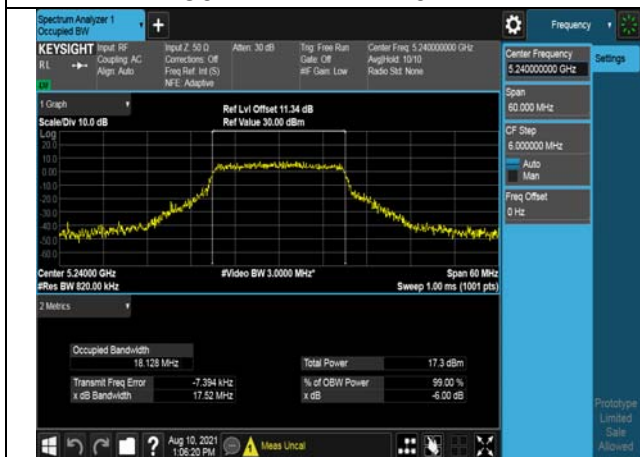 Spectrum Analyzer 1
Occupied BW
+
Frequency
KEYSIGHT Input: RF
RL
Coupling: AC
Align: Auto
Input Z: 50 Ω
Corrections: Off
Freq Ref: Int (S)
NFE: Adaptive
Atten: 30 dB
Trig: Free Run
Gate: Off
#IF Gain: Low
Center Freq: 5.240000000 GHz
Avg|Hold: 10/10
Radio Std: None
Center Frequency
5.240000000 GHz
Settings
Span
60.000 MHz
CF Step
6.000000 MHz
Auto
Man
Freq Offset
0 Hz
1 Graph
Scale/Div 10.0 dB
Ref Lvl Offset 11.34 dB
Ref Value 30.00 dBm
Log
20.0
10.0
0.00
-10.0
-20.0
-30.0
-40.0
-50.0
-60.0
Center 5.24000 GHz
#Res BW 820.00 kHz
#Video BW 3.0000 MHz*
Span 60 MHz
Sweep 1.00 ms (1001 pts)
2 Metrics
Occupied Bandwidth
18.128 MHz
Total Power 17.3 dBm
Transmit Freq Error -7.394 kHz
% of OBW Power 99.00 %
x dB Bandwidth 17.52 MHz
x dB -6.00 dB
Prototype
Limited
Sale
Allowed
? Aug 10, 2021
1:06:20 PM
Meas Uncal